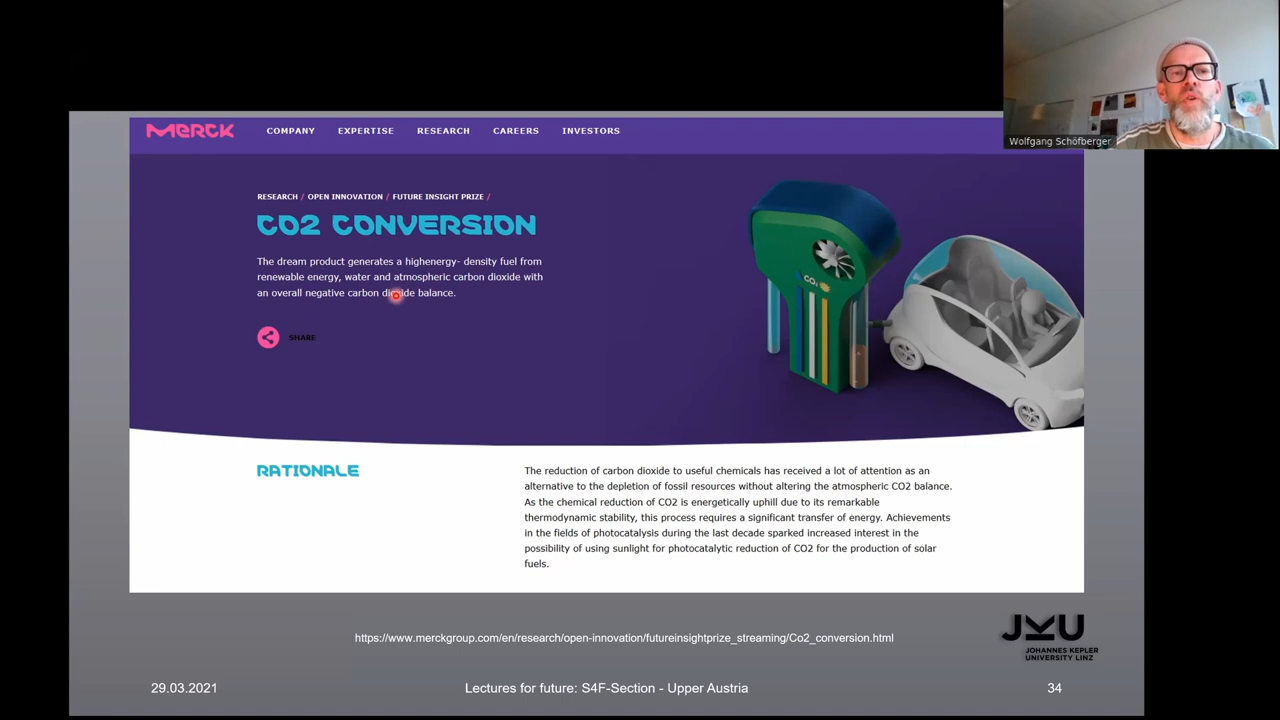 Wolfgang Schöfberger
MERCK
COMPANY EXPERTISE RESEARCH CAREERS INVESTORS
RESEARCH / OPEN INNOVATION / FUTURE INSIGHT PRIZE /
CO2 CONVERSION
The dream product generates a highenergy- density fuel from
renewable energy, water and atmospheric carbon dioxide with
an overall negative carbon dioxide balance.
SHARE
CO2
RATIONALE
The reduction of carbon dioxide to useful chemicals has received a lot of attention as an
alternative to the depletion of fossil resources without altering the atmospheric CO2 balance.
As the chemical reduction of CO2 is energetically uphill due to its remarkable
thermodynamic stability, this process requires a significant transfer of energy. Achievements
in the fields of photocatalysis during the last decade sparked increased interest in the
possibility of using sunlight for photocatalytic reduction of CO2 for the production of solar
fuels.
https://www.merckgroup.com/en/research/open-innovation/futureinsightprize_streaming/Co2_conversion.html
JKU
JOHANNES KEPLER
UNIVERSITY LINZ
29.03.2021
Lectures for future: S4F-Section - Upper Austria
34